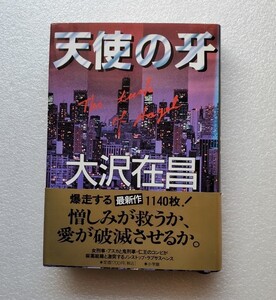 天使の牙
the tusk
of angel
大沢在昌
爆走する最新作1140枚!
憎しみが救うか、
愛が破滅させるか。